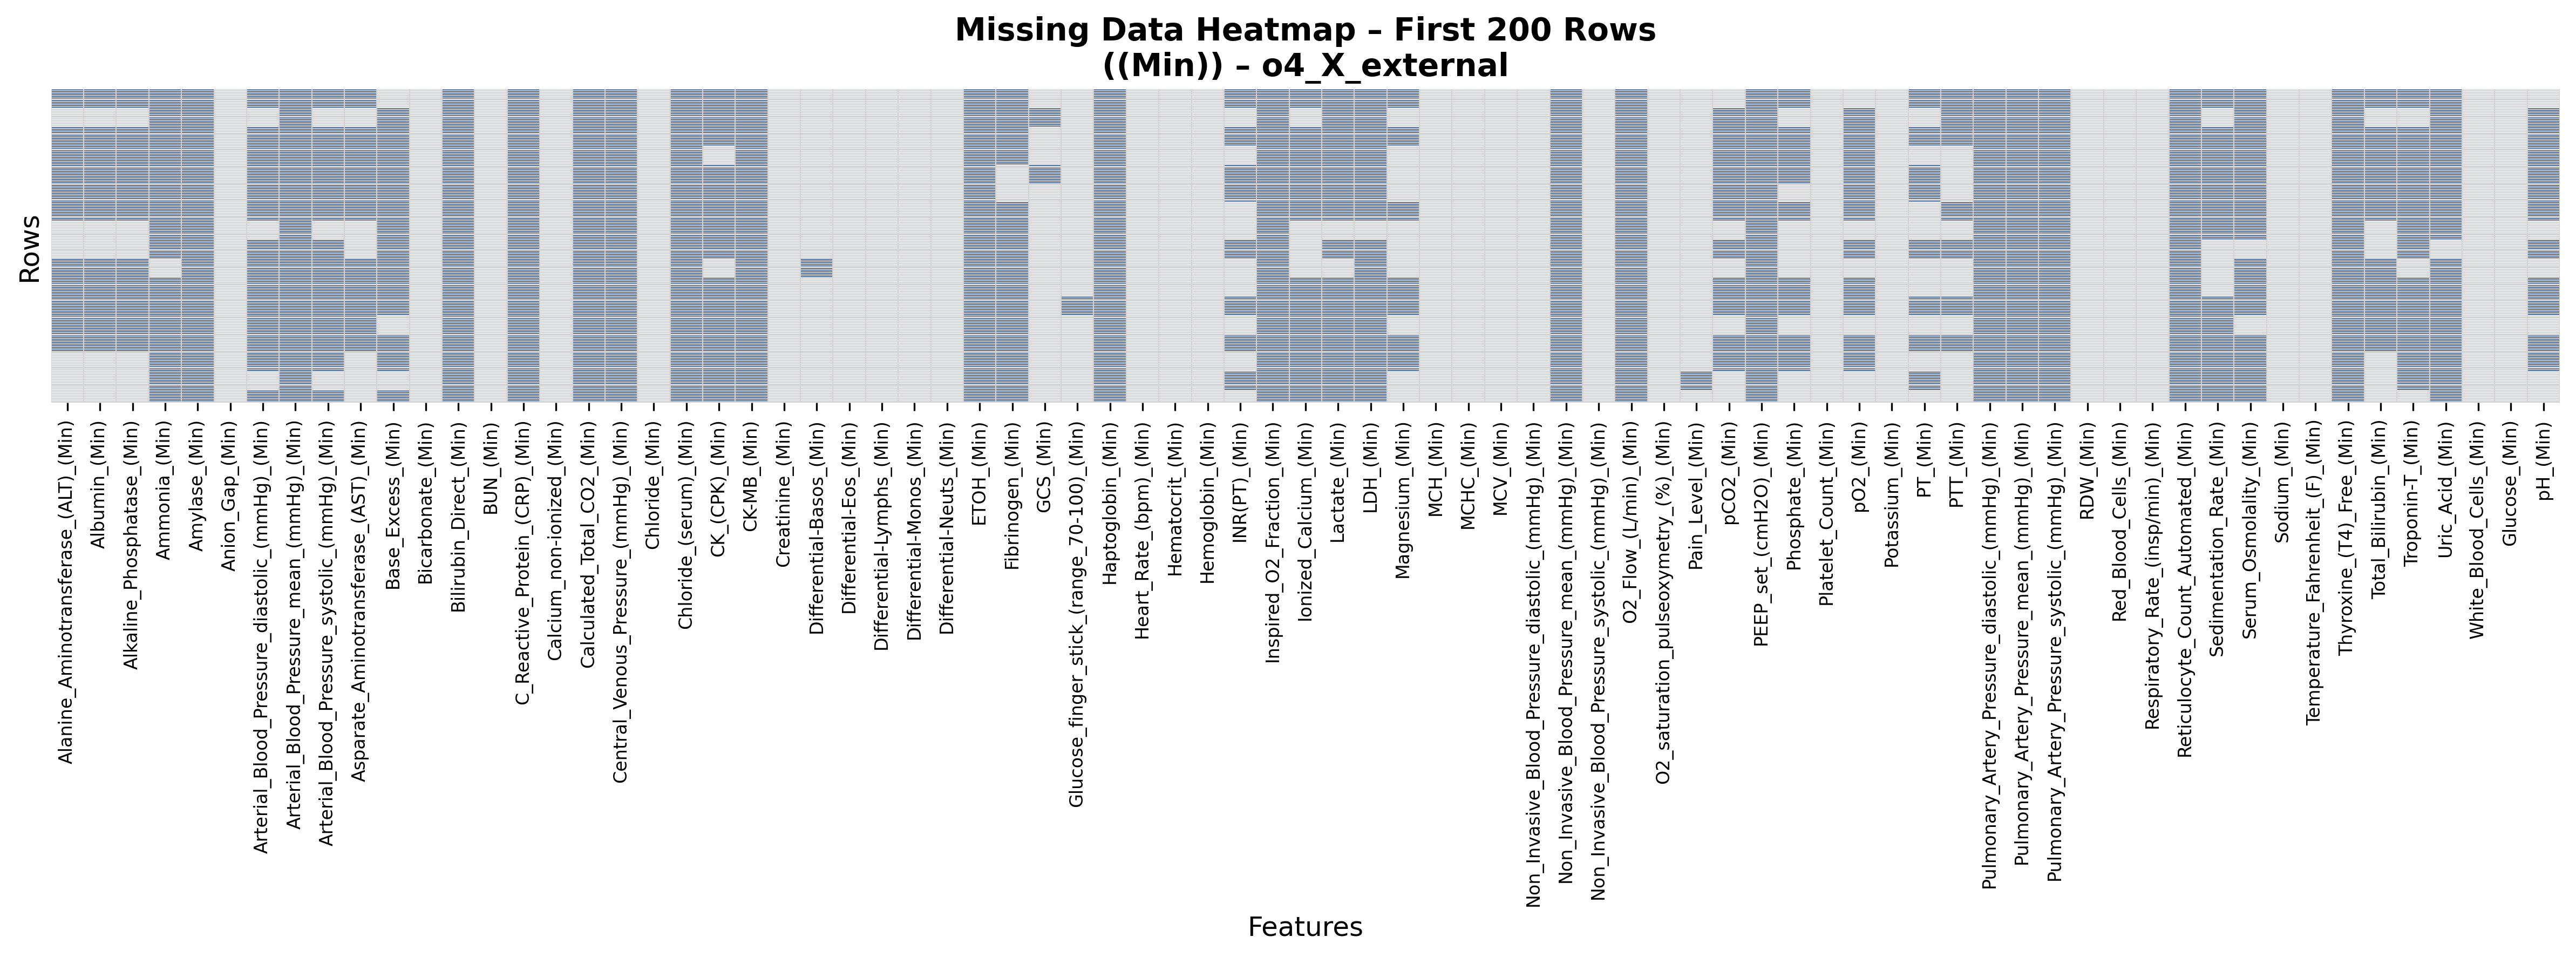 Missing Data Heatmap – First 200 Rows
((Min)) – o4_X_external
Rows
Alanine_Aminotransferase_(ALT)_(Min)
Albumin_(Min)
Alkaline_Phosphatase_(Min)
Ammonia_(Min)
Amylase_(Min)
Anion_Gap_(Min)
Arterial_Blood_Pressure_diastolic_(mmHg)_(Min)
Arterial_Blood_Pressure_mean_(mmHg)_(Min)
Arterial_Blood_Pressure_systolic_(mmHg)_(Min)
Asparate_Aminotransferase_(AST)_(Min)
Base_Excess_(Min)
Bicarbonate_(Min)
Bilirubin_Direct_(Min)
BUN_(Min)
C_Reactive_Protein_(CRP)_(Min)
Calcium_non-ionized_(Min)
Calculated_Total_CO2_(Min)
Central_Venous_Pressure_(mmHg)_(Min)
Chloride_(Min)
Chloride_(serum)_(Min)
CK_(CPK)_(Min)
CK-MB_(Min)
Creatinine_(Min)
Differential-Basos_(Min)
Differential-Eos_(Min)
Differential-Lymphs_(Min)
Differential-Monos_(Min)
Differential-Neuts_(Min)
ETOH_(Min)
Fibrinogen_(Min)
GCS_(Min)
Glucose_finger_stick_(range_70-100)_(Min)
Haptoglobin_(Min)
Heart_Rate_(bpm)_(Min)
Hematocrit_(Min)
Hemoglobin_(Min)
INR(PT)_(Min)
Inspired_O2_Fraction_(Min)
Ionized_Calcium_(Min)
Lactate_(Min)
LDH_(Min)
Magnesium_(Min)
MCH_(Min)
MCHC_(Min)
MCV_(Min)
Non_Invasive_Blood_Pressure_diastolic_(mmHg)_(Min)
Non_Invasive_Blood_Pressure_mean_(mmHg)_(Min)
Non_Invasive_Blood_Pressure_systolic_(mmHg)_(Min)
O2_Flow_(L/min)_(Min)
O2_saturation_pulseoxymetry_(%)_(Min)
Pain_Level_(Min)
pCO2_(Min)
PEEP_set_(cmH2O)_(Min)
Phosphate_(Min)
Platelet_Count_(Min)
pO2_(Min)
Potassium_(Min)
PT_(Min)
PTT_(Min)
Pulmonary_Artery_Pressure_diastolic_(mmHg)_(Min)
Pulmonary_Artery_Pressure_mean_(mmHg)_(Min)
Pulmonary_Artery_Pressure_systolic_(mmHg)_(Min)
RDW_(Min)
Red_Blood_Cells_(Min)
Respiratory_Rate_(insp/min)_(Min)
Reticulocyte_Count_Automated_(Min)
Sedimentation_Rate_(Min)
Serum_Osmolality_(Min)
Sodium_(Min)
Temperature_Fahrenheit_(F)_(Min)
Thyroxine_(T4)_Free_(Min)
Total_Bilirubin_(Min)
Troponin-T_(Min)
Uric_Acid_(Min)
White_Blood_Cells_(Min)
Glucose_(Min)
pH_(Min)
Features